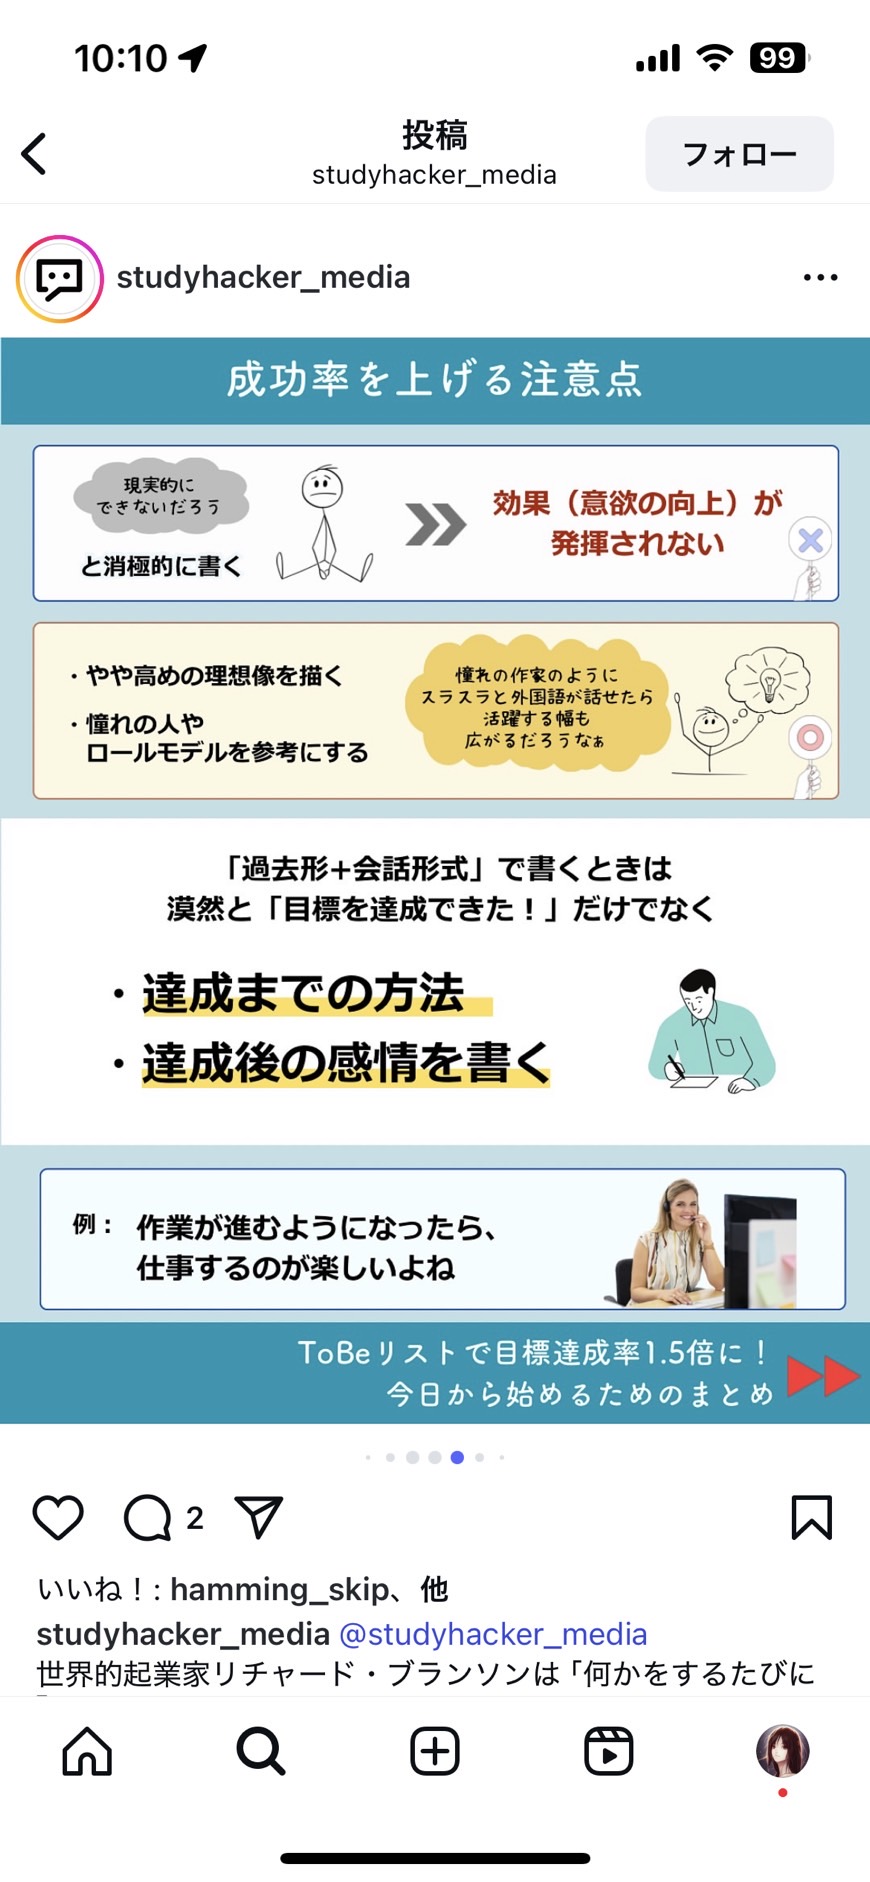 10:10
99
投稿
studyhacker_media
フォロー
studyhacker_media
成功率を上げる注意点
現実的に
できないだろう
と消極的に書く
効果（意欲の向上）が
発揮されない
・やや高めの理想像を描く
・憧れの人や
ロールモデルを参考にする
憧れの作家のように
スラスラと外国語が話せたら
活躍する幅も
広がるだろうなぁ
「過去形+会話形式」で書くときは
漠然と「目標を達成できた！」だけでなく
・達成までの方法
・達成後の感情を書く
例： 作業が進むようになったら、
仕事するのが楽しいよね
ToBeリストで目標達成率1.5倍に！
今日から始めるためのまとめ
2
いいね！: hamming_skip、他
studyhacker_media @studyhacker_media
世界的起業家リチャード・ブランソンは「何かをするたびに